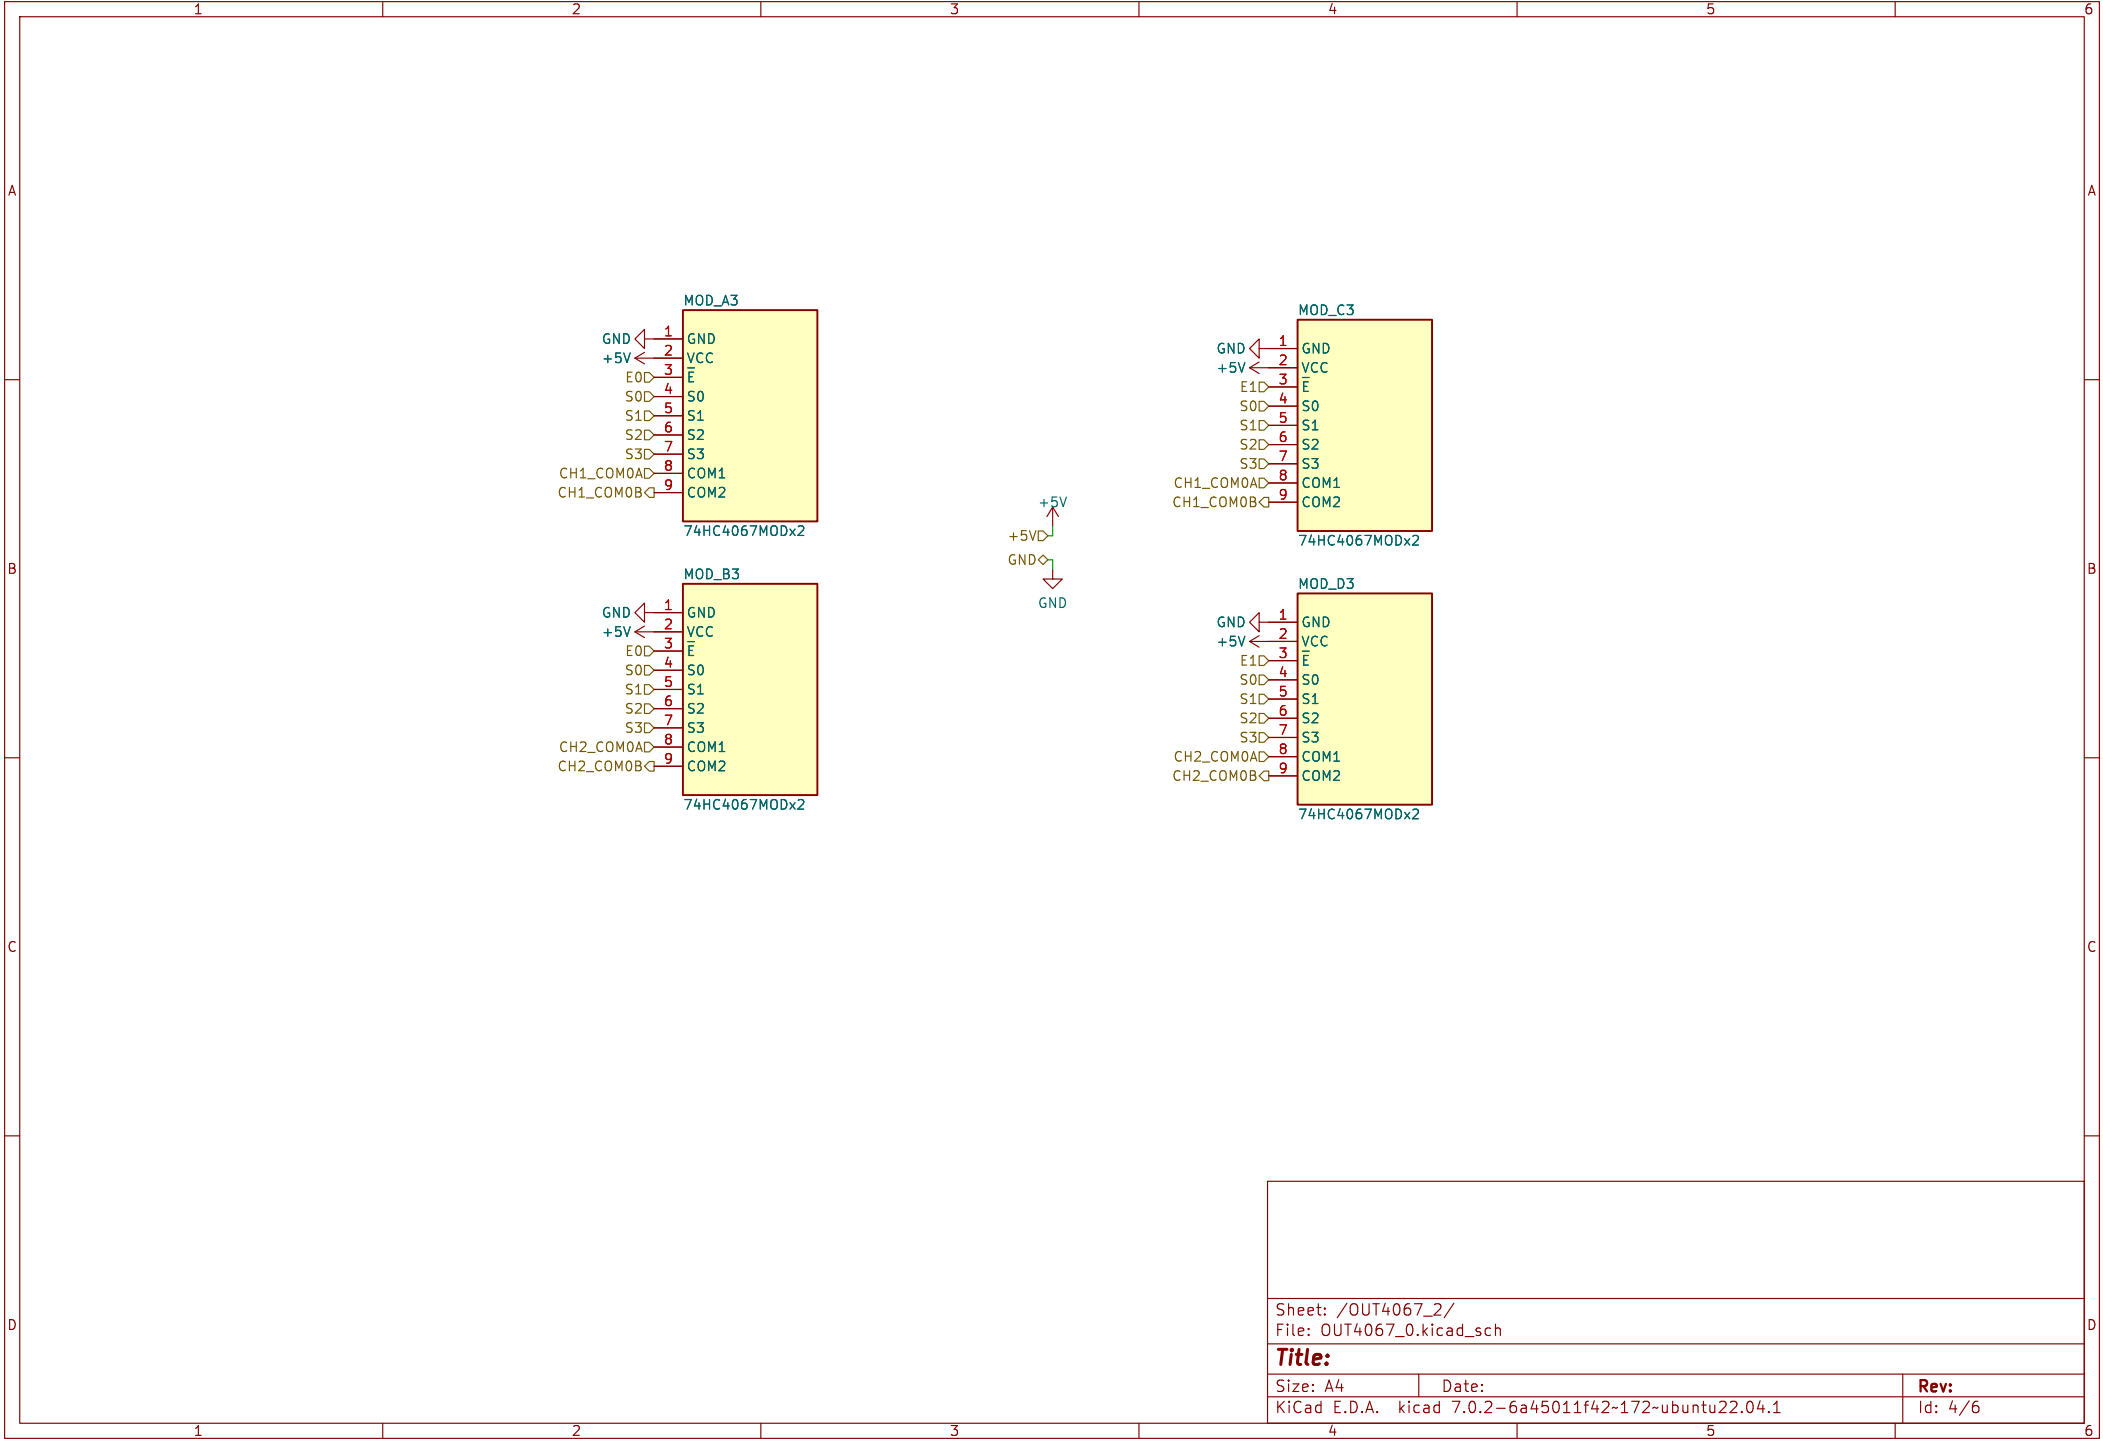 1 2 3 4 5 6
A A
B B
C C
D D
MOD_A3
GND 1 GND
+5V 2 VCC
E0 3 E
S0 4 S0
S1 5 S1
S2 6 S2
S3 7 S3
CH1_COM0A 8 COM1
CH1_COM0B 9 COM2
74HC4067MODx2
MOD_B3
GND 1 GND
+5V 2 VCC
E0 3 E
S0 4 S0
S1 5 S1
S2 6 S2
S3 7 S3
CH2_COM0A 8 COM1
CH2_COM0B 9 COM2
74HC4067MODx2
+5V
+5V
GND
GND
MOD_C3
GND 1 GND
+5V 2 VCC
E1 3 E
S0 4 S0
S1 5 S1
S2 6 S2
S3 7 S3
CH1_COM0A 8 COM1
CH1_COM0B 9 COM2
74HC4067MODx2
MOD_D3
GND 1 GND
+5V 2 VCC
E1 3 E
S0 4 S0
S1 5 S1
S2 6 S2
S3 7 S3
CH2_COM0A 8 COM1
CH2_COM0B 9 COM2
74HC4067MODx2
Sheet: /OUT4067_2/
File: OUT4067_0.kicad_sch
Title:
Size: A4 Date: Rev:
KiCad E.D.A. kicad 7.0.2-6a45011f42~172~ubuntu22.04.1 Id: 4/6
1 2 3 4 5 6